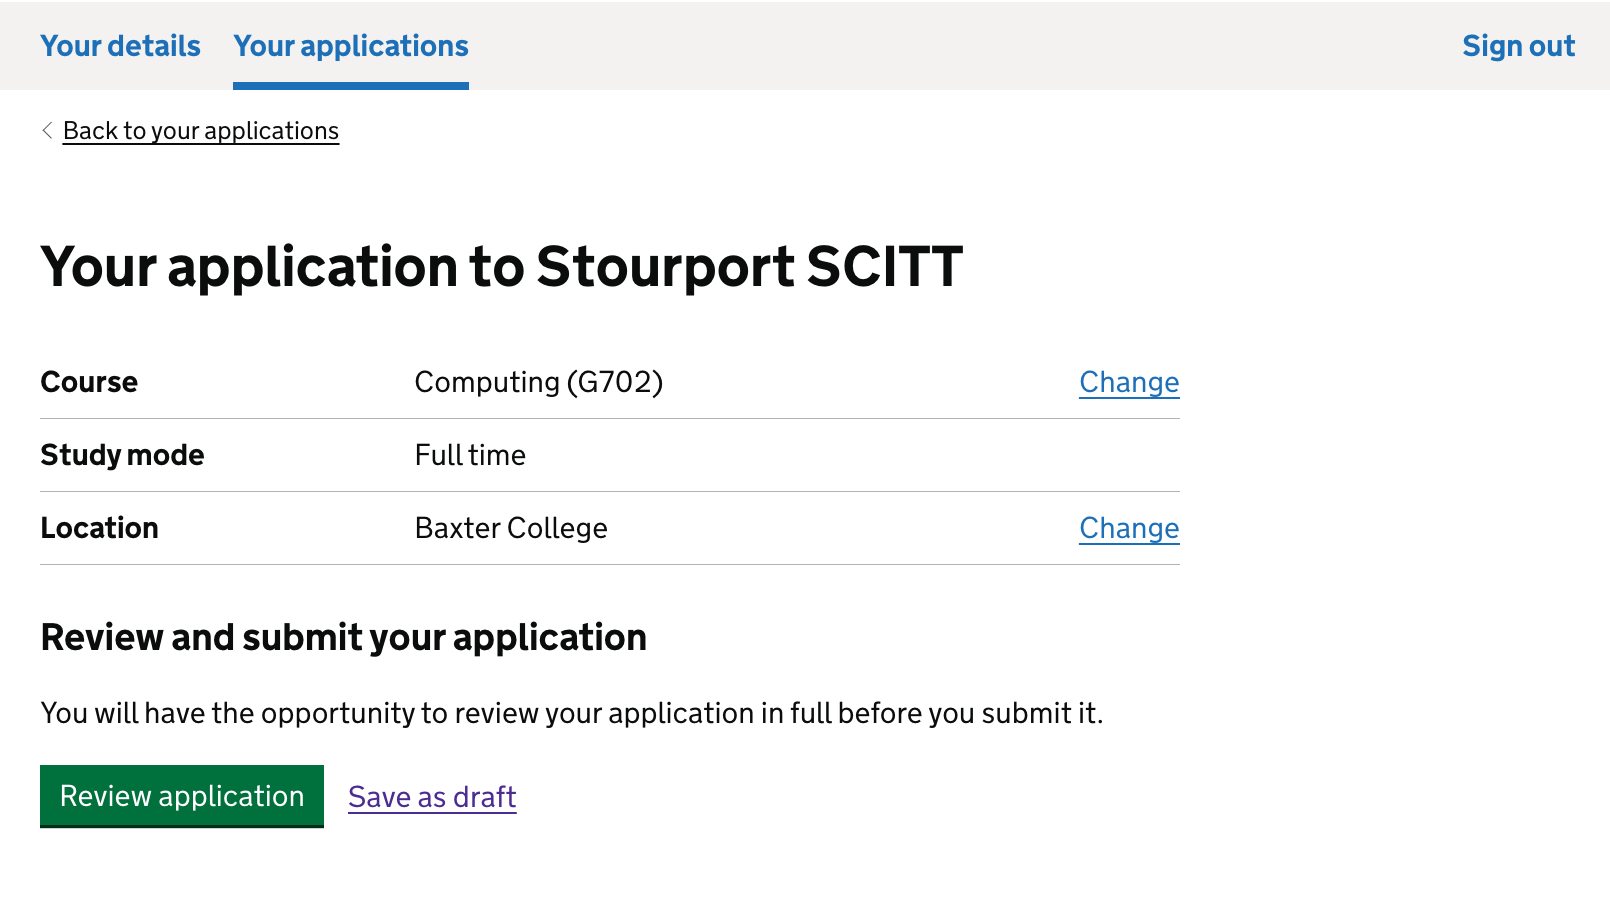 Your details Your applications Sign out
Back to your applications
Your application to Stourport SCITT
Course Computing (G702) Change
Study mode Full time
Location Baxter College Change
Review and submit your application
You will have the opportunity to review your application in full before you submit it.
Review application Save as draft